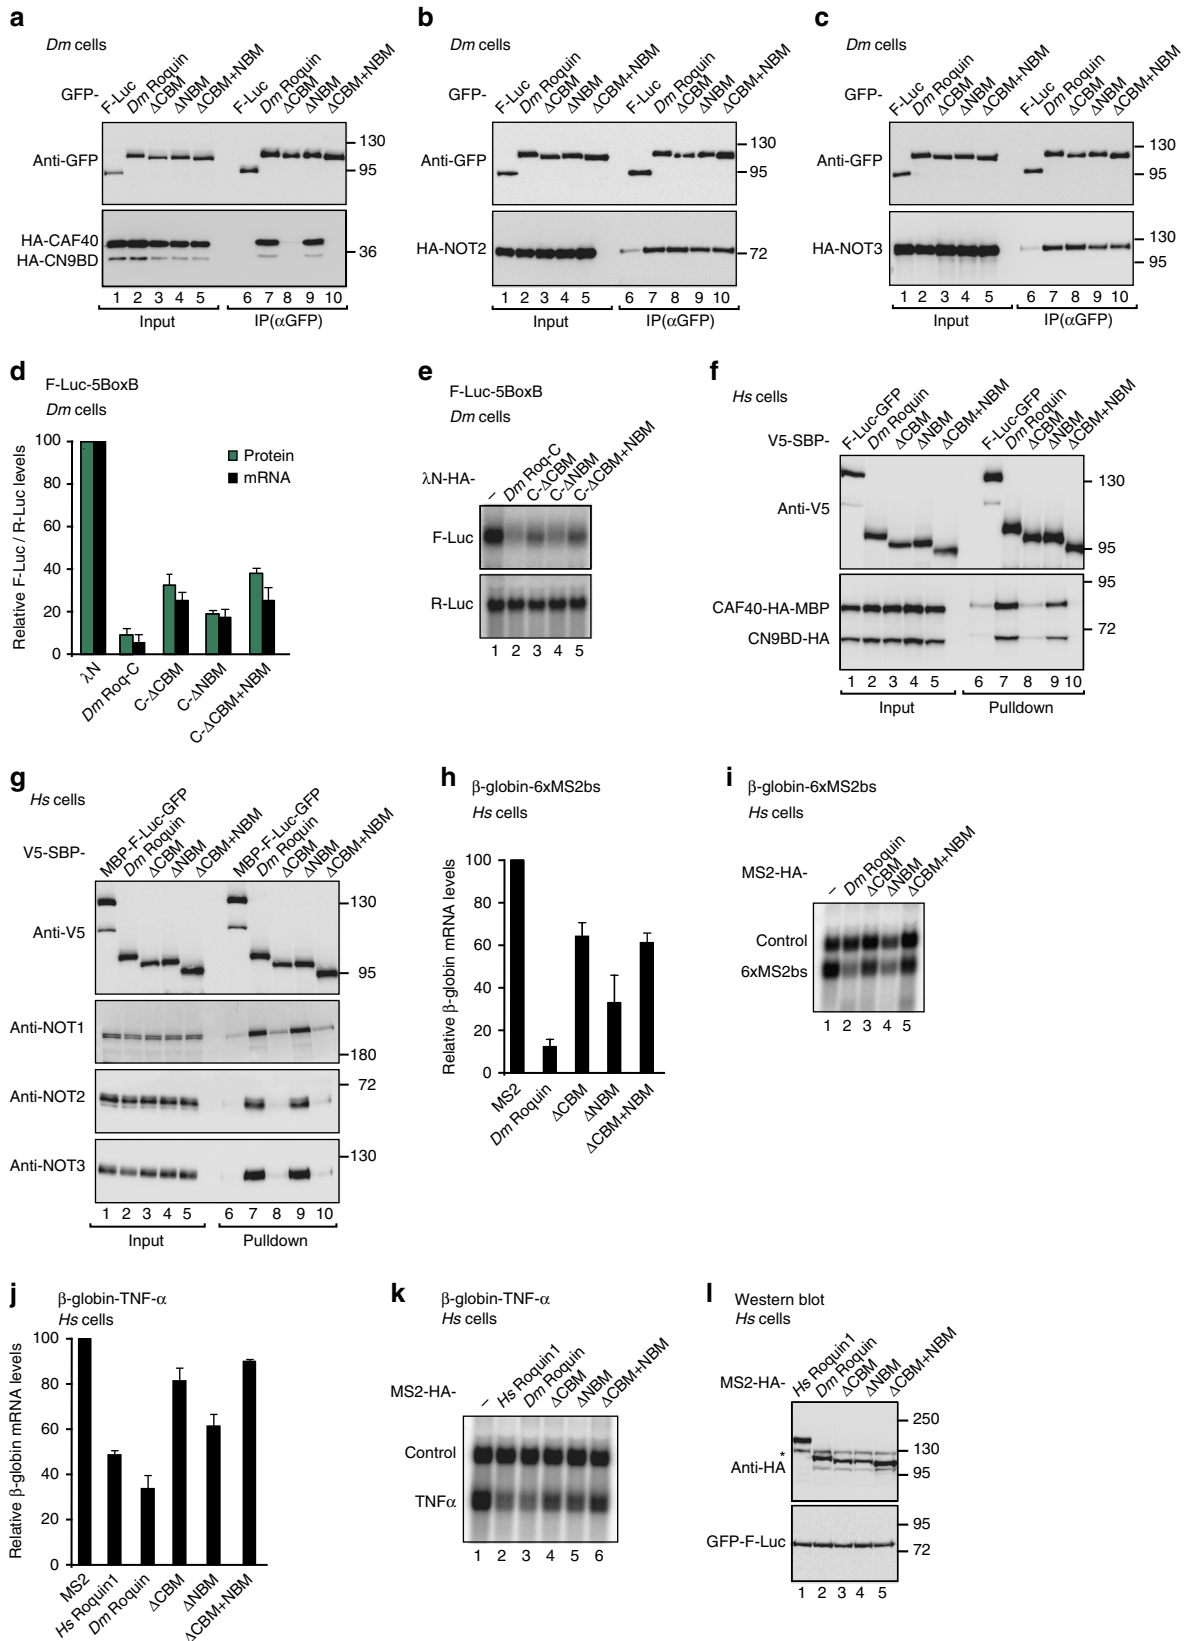 a
Dm cells
GFP-
F-Luc
Dm Roquin
ΔCBM
ΔNBM
ΔCBM+NBM
F-Luc
Dm Roquin
ΔCBM
ΔNBM
ΔCBM+NBM
Anti-GFP
130
95
HA-CAF40
HA-CN9BD
36
1 2 3 4 5 6 7 8 9 10
Input
IP(αGFP)
b
Dm cells
GFP-
F-Luc
Dm Roquin
ΔCBM
ΔNBM
ΔCBM+NBM
F-Luc
Dm Roquin
ΔCBM
ΔNBM
ΔCBM+NBM
Anti-GFP
130
95
HA-NOT2
72
1 2 3 4 5 6 7 8 9 10
Input
IP(αGFP)
c
Dm cells
GFP-
F-Luc
Dm Roquin
ΔCBM
ΔNBM
ΔCBM+NBM
F-Luc
Dm Roquin
ΔCBM
ΔNBM
ΔCBM+NBM
Anti-GFP
130
95
HA-NOT3
130
95
1 2 3 4 5 6 7 8 9 10
Input
IP(αGFP)
d
F-Luc-5BoxB
Dm cells
Relative F-Luc / R-Luc levels
100
80
60
40
20
0
Protein
mRNA
λN
Dm Roq-C
C-ΔCBM
C-ΔNBM
C-ΔCBM+NBM
e
F-Luc-5BoxB
Dm cells
λN-HA-
–
Dm Roq-C
C-ΔCBM
C-ΔNBM
C-ΔCBM+NBM
F-Luc
R-Luc
1 2 3 4 5
f
Hs cells
V5-SBP-
F-Luc-GFP
Dm Roquin
ΔCBM
ΔNBM
ΔCBM+NBM
F-Luc-GFP
Dm Roquin
ΔCBM
ΔNBM
ΔCBM+NBM
Anti-V5
130
95
CAF40-HA-MBP
CN9BD-HA
95
72
1 2 3 4 5 6 7 8 9 10
Input
Pulldown
g
Hs cells
V5-SBP-
MBP-F-Luc-GFP
Dm Roquin
ΔCBM
ΔNBM
ΔCBM+NBM
MBP-F-Luc-GFP
Dm Roquin
ΔCBM
ΔNBM
ΔCBM+NBM
Anti-V5
130
95
Anti-NOT1
180
Anti-NOT2
72
Anti-NOT3
130
1 2 3 4 5 6 7 8 9 10
Input
Pulldown
h
β-globin-6xMS2bs
Hs cells
Relative β-globin mRNA levels
100
80
60
40
20
0
MS2
Dm Roquin
ΔCBM
ΔNBM
ΔCBM+NBM
i
β-globin-6xMS2bs
Hs cells
MS2-HA-
–
Dm Roquin
ΔCBM
ΔNBM
ΔCBM+NBM
Control
6xMS2bs
1 2 3 4 5
j
β-globin-TNF-α
Hs cells
Relative β-globin mRNA levels
100
80
60
40
20
0
MS2
Hs Roquin1
Dm Roquin
ΔCBM
ΔNBM
ΔCBM+NBM
k
β-globin-TNF-α
Hs cells
MS2-HA-
–
Hs Roquin1
Dm Roquin
ΔCBM
ΔNBM
ΔCBM+NBM
Control
TNFα
1 2 3 4 5 6
l
Western blot
Hs cells
MS2-HA-
Hs Roquin1
Dm Roquin
ΔCBM
ΔNBM
ΔCBM+NBM
250
*
130
Anti-HA
95
GFP-F-Luc
95
72
1 2 3 4 5